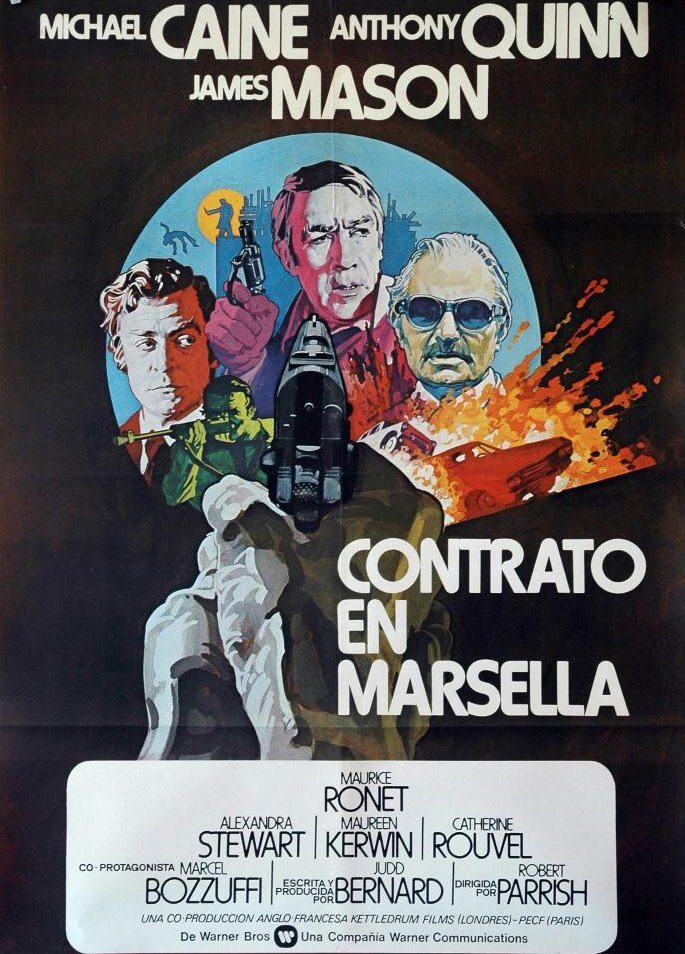 MICHAEL CAINE ANTHONY QUINN
JAMES MASON
CONTRATO
EN
MARSELLA
MAURICE
RONET
ALEXANDRA STEWART | MAUREEN KERWIN | CATHERINE ROUVEL
CO-PROTAGONISTA MARCEL BOZZUFFI | ESCRITA Y PRODUCIDA POR JUDD BERNARD | DIRIGIDA POR ROBERT PARRISH
UNA CO-PRODUCCION ANGLO-FRANCESA KETTLEDRUM FILMS (LONDRES)-PECF (PARIS)
De Warner Bros W Una Compañía Warner Communications